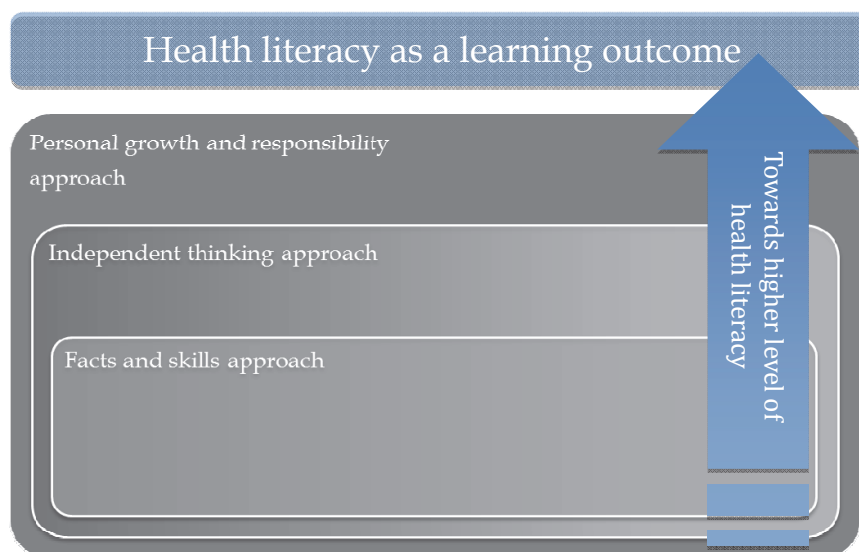 Health literacy as a learning outcome
Personal growth and responsibility
approach
Independent thinking approach
Facts and skills approach
Towards higher level of
health literacy